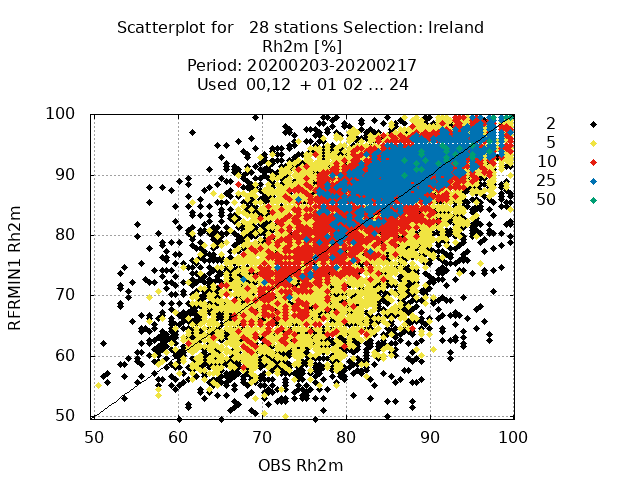 Scatterplot for   28 stations Selection: Ireland
Rh2m [%]
Period: 20200203-20200217
Used  00,12  + 01 02 ... 24
RFRMIN1 Rh2m
100
90
80
70
60
50
50 60 70 80 90 100
OBS Rh2m
2
5
10
25
50